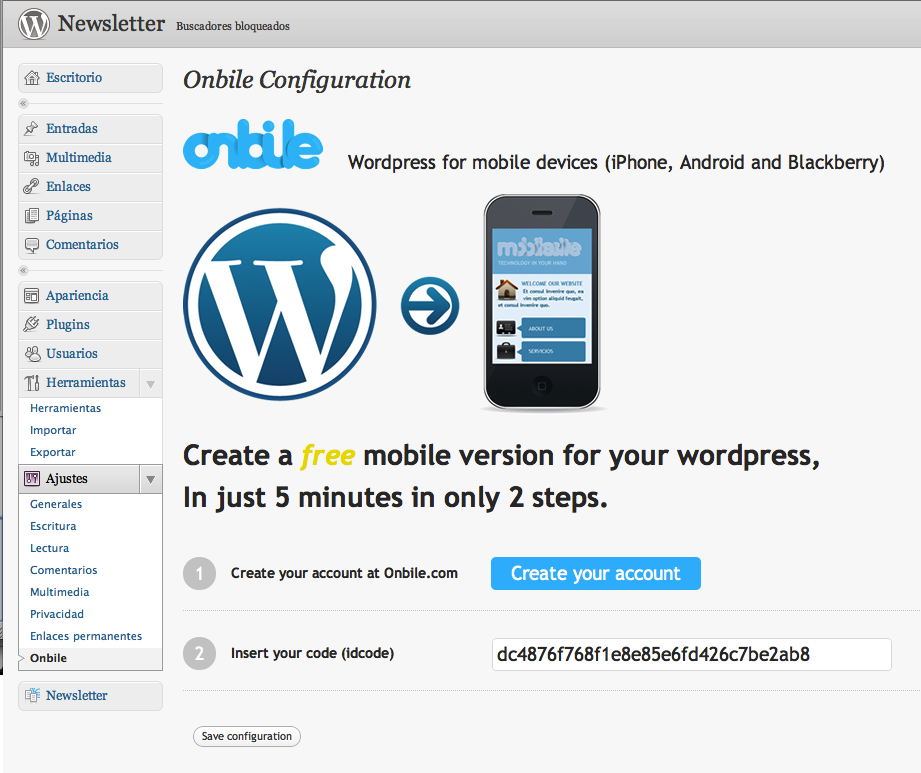 Newsletter Buscadores bloqueados
Escritorio
Entradas
Multimedia
Enlaces
Páginas
Comentarios
Apariencia
Plugins
Usuarios
Herramientas
Herramientas
Importar
Exportar
Ajustes
Generales
Escritura
Lectura
Comentarios
Multimedia
Privacidad
Enlaces permanentes
Onbile
Newsletter
Onbile Configuration
onbile
Wordpress for mobile devices (iPhone, Android and Blackberry)
W
TECHNOLOGY IN YOUR HAND
WELCOME OUR WEBSITE
Et consul invenire quo, ex
vim option aliquid feugait,
et consul invenire quo.
ABOUT US
SERVICIOS
Create a free mobile version for your wordpress,
In just 5 minutes in only 2 steps.
1 Create your account at Onbile.com Create your account
2 Insert your code (idcode) dc4876f768f1e8e85e6fd426c7be2ab8
Save configuration